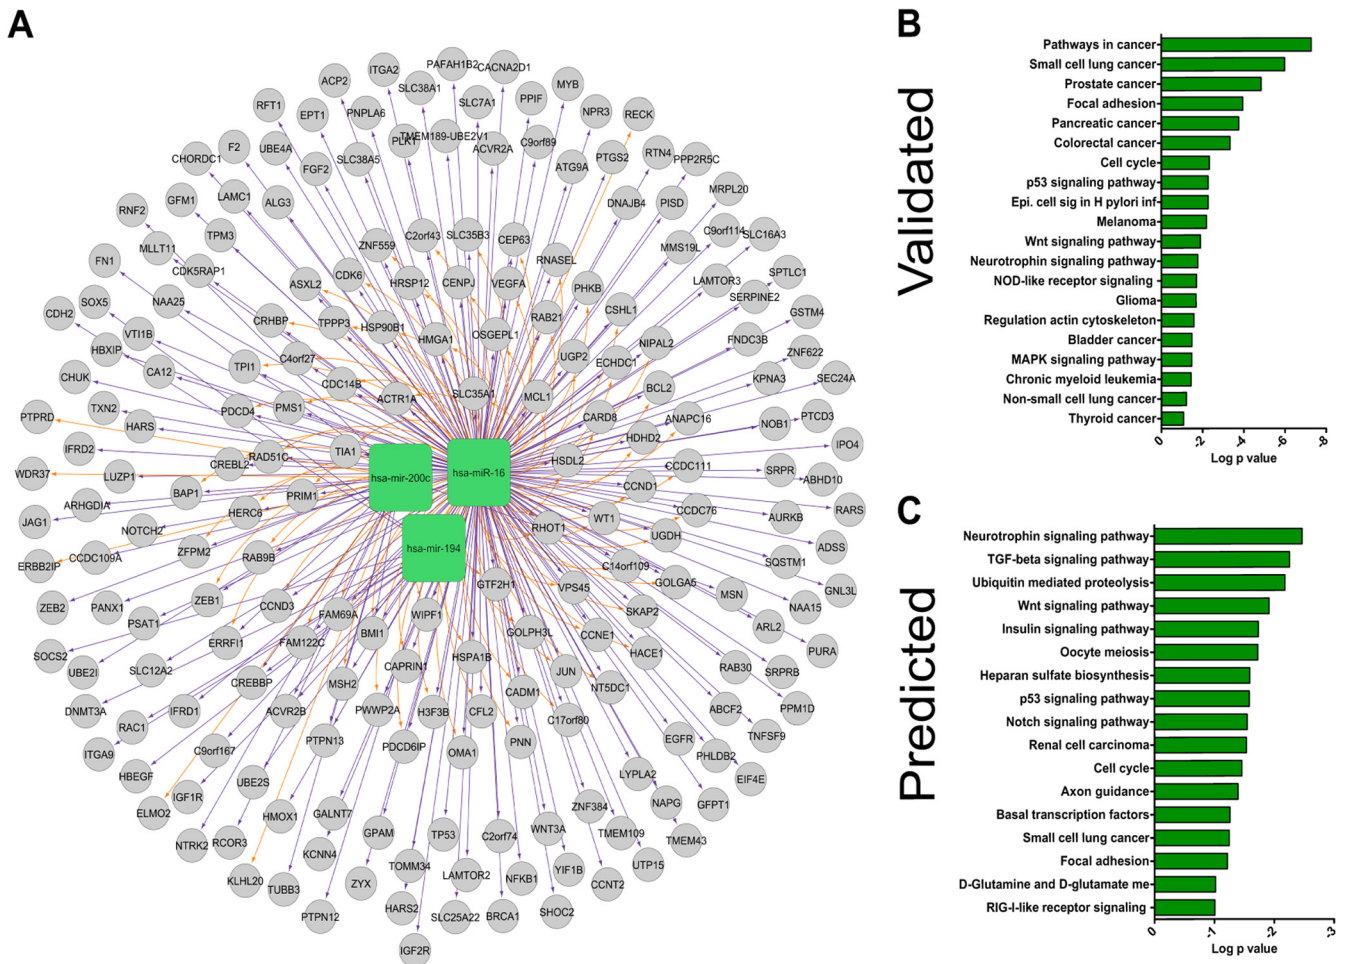 A
PAFAH1B2
CACNA2D1
ITGA2
ACP2
SLC38A1
MYB
RFT1
EPT1
PNPLA6
SLC7A1
PPIF
NPR3
RECK
F2
UBE4A
PLK1
TMEM189-UBE2V1
ACVR2A
C9orf89
CHORDC1
FGF2
SLC38A5
ATG9A
PTGS2
RTN4
PPP2R5C
RNF2
GFM1
LAMC1
ALG3
DNAJB4
PISD
MRPL20
MLLT11
TPM3
ZNF559
C2orf43
SLC35B3
CEP63
MMS19L
C9orf114
SLC16A3
FN1
CDK5RAP1
ASXL2
CDK6
HRSP12
CENPJ
VEGFA
RNASEL
PHKB
LAMTOR3
SPTLC1
SOX5
NAA25
CRHBP
TPPP3
HSP90B1
HMGA1
OSGEPL1
RAB21
CSHL1
SERPINE2
GSTM4
CDH2
VTI1B
HBXIP
TPI1
C4orf27
UGP2
ECHDC1
NIPAL2
FNDC3B
ZNF622
CHUK
CA12
CDC14B
ACTR1A
SLC35A1
MCL1
BCL2
KPNA3
SEC24A
PTPRD
TXN2
HARS
PDCD4
PMS1
CARD8
ANAPC16
NOB1
PTCD3
IFRD2
CREBL2
RAD51C
TIA1
HDHD2
IPO4
WDR37
LUZP1
hsa-mir-200c
hsa-miR-16
HSDL2
CCDC111
SRPR
ABHD10
BAP1
PRIM1
CCND1
JAG1
ARHGDIA
HERC6
CCDC76
AURKB
RARS
NOTCH2
RHOT1
WT1
UGDH
ERBB2IP
CCDC109A
ZFPM2
RAB9B
hsa-mir-194
C14orf109
SQSTM1
ADSS
ZEB2
PANX1
ZEB1
CCND3
GTF2H1
VPS45
GOLGA5
MSN
NAA15
GNL3L
PSAT1
FAM69A
WIPF1
SKAP2
ARL2
SOCS2
UBE2I
ERRFI1
FAM122C
BMI1
GOLPH3L
CCNE1
HACE1
PURA
SLC12A2
CAPRIN1
HSPA1B
JUN
RAB30
SRPRB
DNMT3A
CREBBP
MSH2
CADM1
NT5DC1
RAC1
IFRD1
ACVR2B
PWWP2A
H3F3B
CFL2
C17orf80
ABCF2
PPM1D
ITGA9
C9orf167
PTPN13
PDCD6IP
OMA1
PNN
EGFR
TNFSF9
HBEGF
PHLDB2
IGF1R
UBE2S
LYPLA2
EIF4E
ELMO2
HMOX1
GALNT7
ZNF384
NAPG
GFPT1
NTRK2
RCOR3
GPAM
TP53
C2orf74
WNT3A
TMEM109
TMEM43
KCNN4
TOMM34
KLHL20
TUBB3
ZYX
LAMTOR2
NFKB1
YIF1B
UTP15
CCNT2
PTPN12
HARS2
SLC25A22
BRCA1
SHOC2
IGF2R
B
Validated
Pathways in cancer
Small cell lung cancer
Prostate cancer
Focal adhesion
Pancreatic cancer
Colorectal cancer
Cell cycle
p53 signaling pathway
Epi. cell sig in H pylori inf
Melanoma
Wnt signaling pathway
Neurotrophin signaling pathway
NOD-like receptor signaling
Glioma
Regulation actin cytoskeleton
Bladder cancer
MAPK signaling pathway
Chronic myeloid leukemia
Non-small cell lung cancer
Thyroid cancer
0 -2 -4 -6 -8
Log p value
C
Predicted
Neurotrophin signaling pathway
TGF-beta signaling pathway
Ubiquitin mediated proteolysis
Wnt signaling pathway
Insulin signaling pathway
Oocyte meiosis
Heparan sulfate biosynthesis
p53 signaling pathway
Notch signaling pathway
Renal cell carcinoma
Cell cycle
Axon guidance
Basal transcription factors
Small cell lung cancer
Focal adhesion
D-Glutamine and D-glutamate me
RIG-I-like receptor signaling
0 -1 -2 -3
Log p value